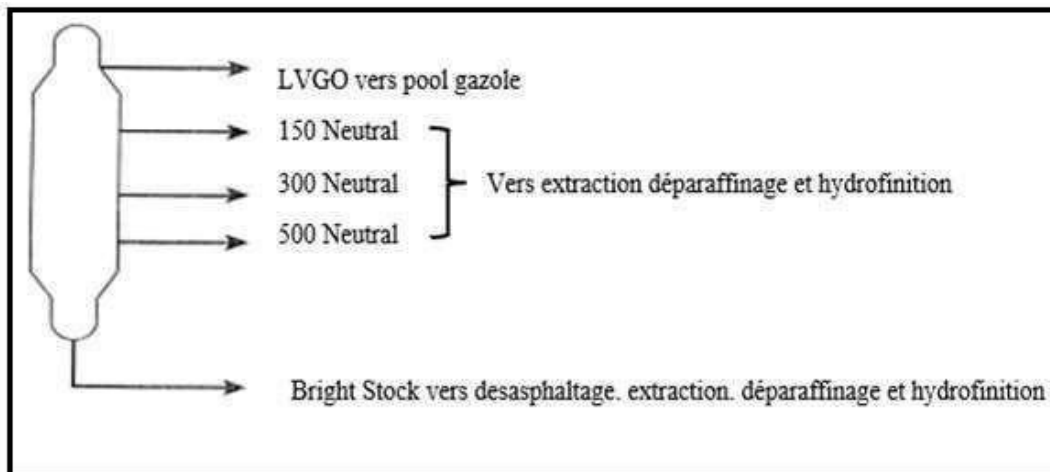 LVGO vers pool gazole
150 Neutral
300 Neutral
500 Neutral
Vers extraction déparaffinage et hydrofinition
Bright Stock vers desasphaltage. extraction. déparaffinage et hydrofinition